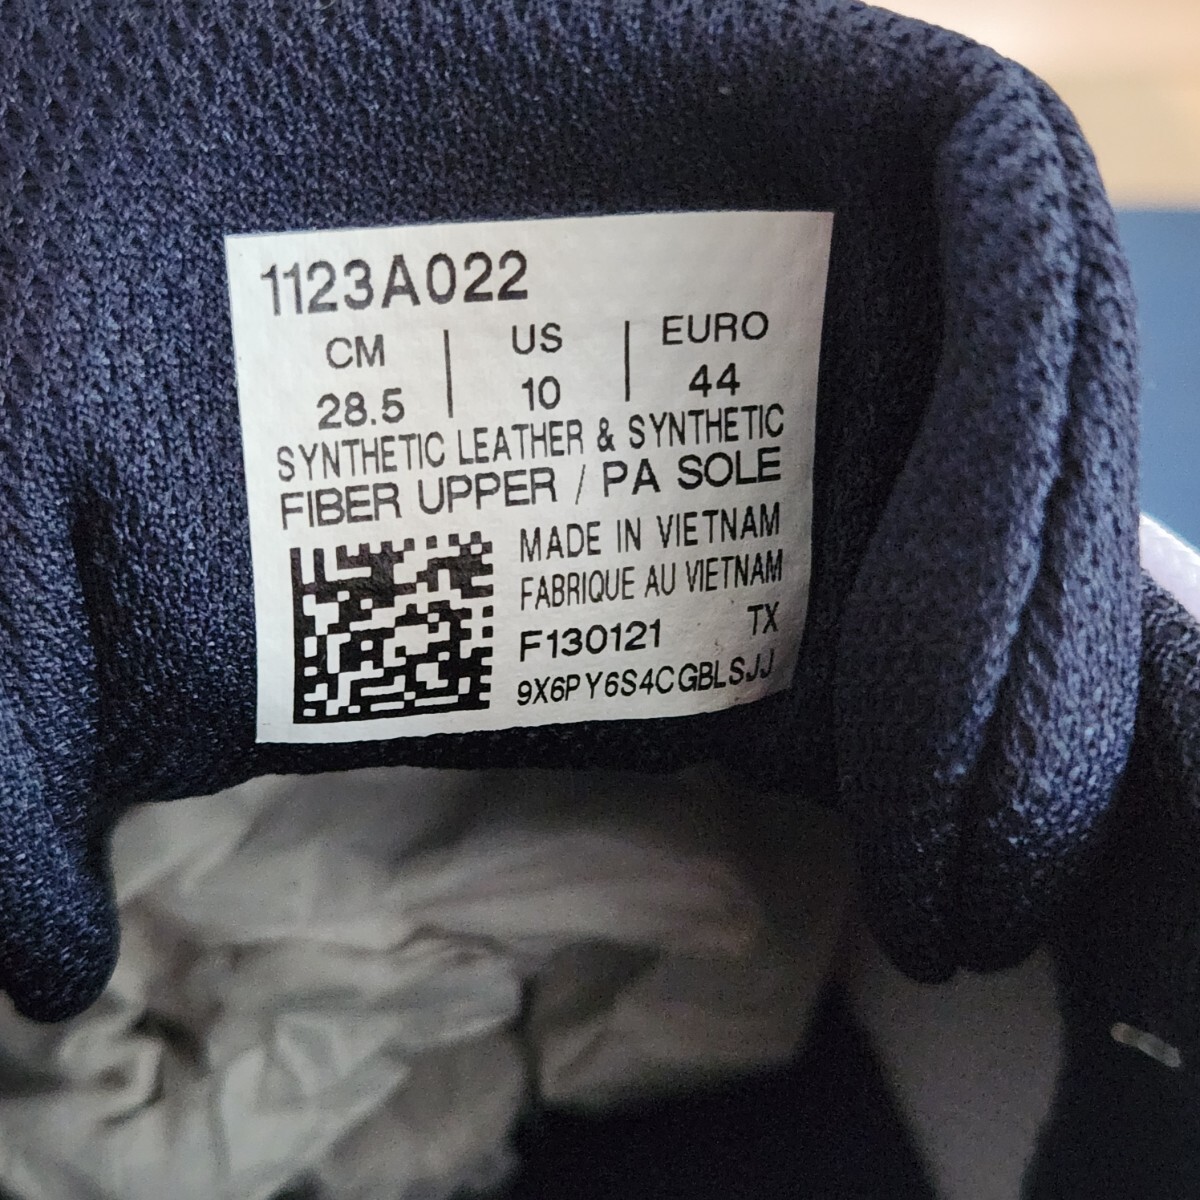 1123A022
CM | US | EURO
28.5 | 10 | 44
SYNTHETIC LEATHER & SYNTHETIC
FIBER UPPER / PA SOLE
MADE IN VIETNAM
FABRIQUE AU VIETNAM
F130121 TX
9X6PY6S4CGBLSJJ